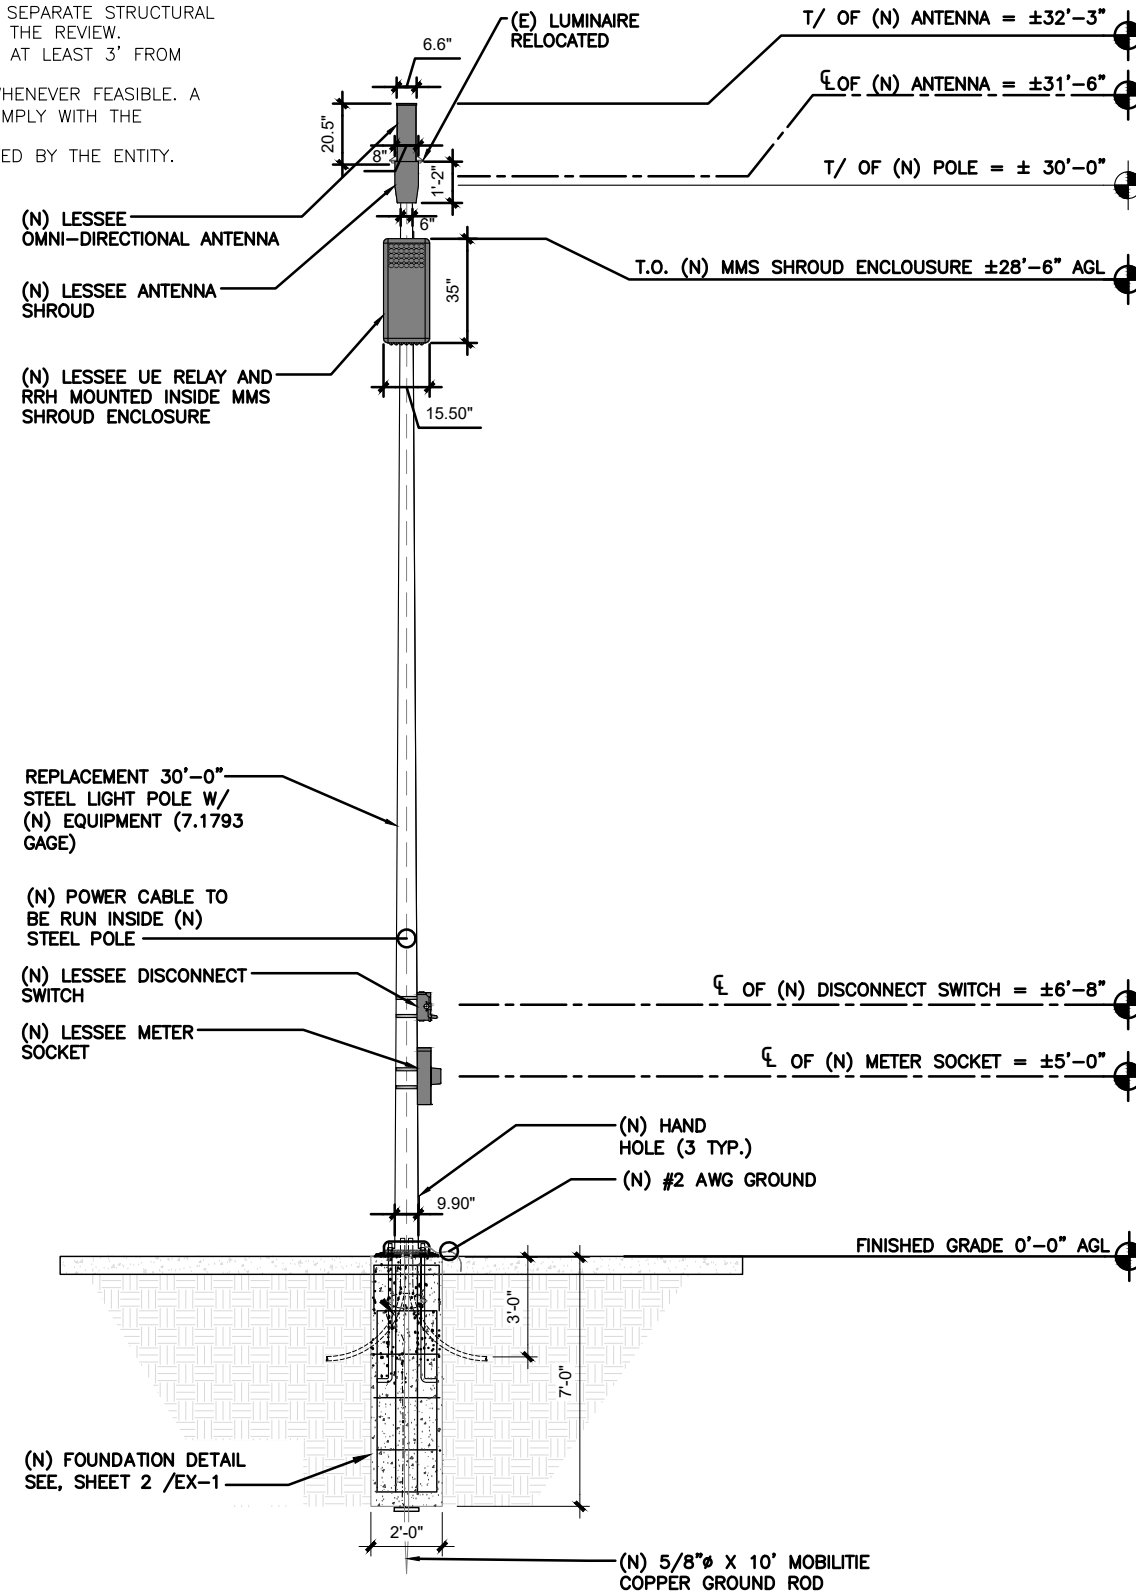 SEPARATE STRUCTURAL
THE REVIEW.
AT LEAST 3' FROM
WHENEVER FEASIBLE. A
MPLY WITH THE
ED BY THE ENTITY.
(E) LUMINAIRE
RELOCATED
6.6"
20.5"
8"
1'-2"
6"
T/ OF (N) ANTENNA = ±32'-3"
℄ OF (N) ANTENNA = ±31'-6"
T/ OF (N) POLE = ± 30'-0"
T.O. (N) MMS SHROUD ENCLOUSURE ±28'-6" AGL
(N) LESSEE
OMNI-DIRECTIONAL ANTENNA
(N) LESSEE ANTENNA
SHROUD
35"
(N) LESSEE UE RELAY AND
RRH MOUNTED INSIDE MMS
SHROUD ENCLOSURE
15.50"
REPLACEMENT 30'-0"
STEEL LIGHT POLE W/
(N) EQUIPMENT (7.1793
GAGE)
(N) POWER CABLE TO
BE RUN INSIDE (N)
STEEL POLE
(N) LESSEE DISCONNECT
SWITCH
(N) LESSEE METER
SOCKET
℄ OF (N) DISCONNECT SWITCH = ±6'-8"
℄ OF (N) METER SOCKET = ±5'-0"
(N) HAND
HOLE (3 TYP.)
(N) #2 AWG GROUND
9.90"
FINISHED GRADE 0'-0" AGL
3'-0"
7'-0"
(N) FOUNDATION DETAIL
SEE, SHEET 2 /EX-1
2'-0"
(N) 5/8"ø X 10' MOBILITIE
COPPER GROUND ROD